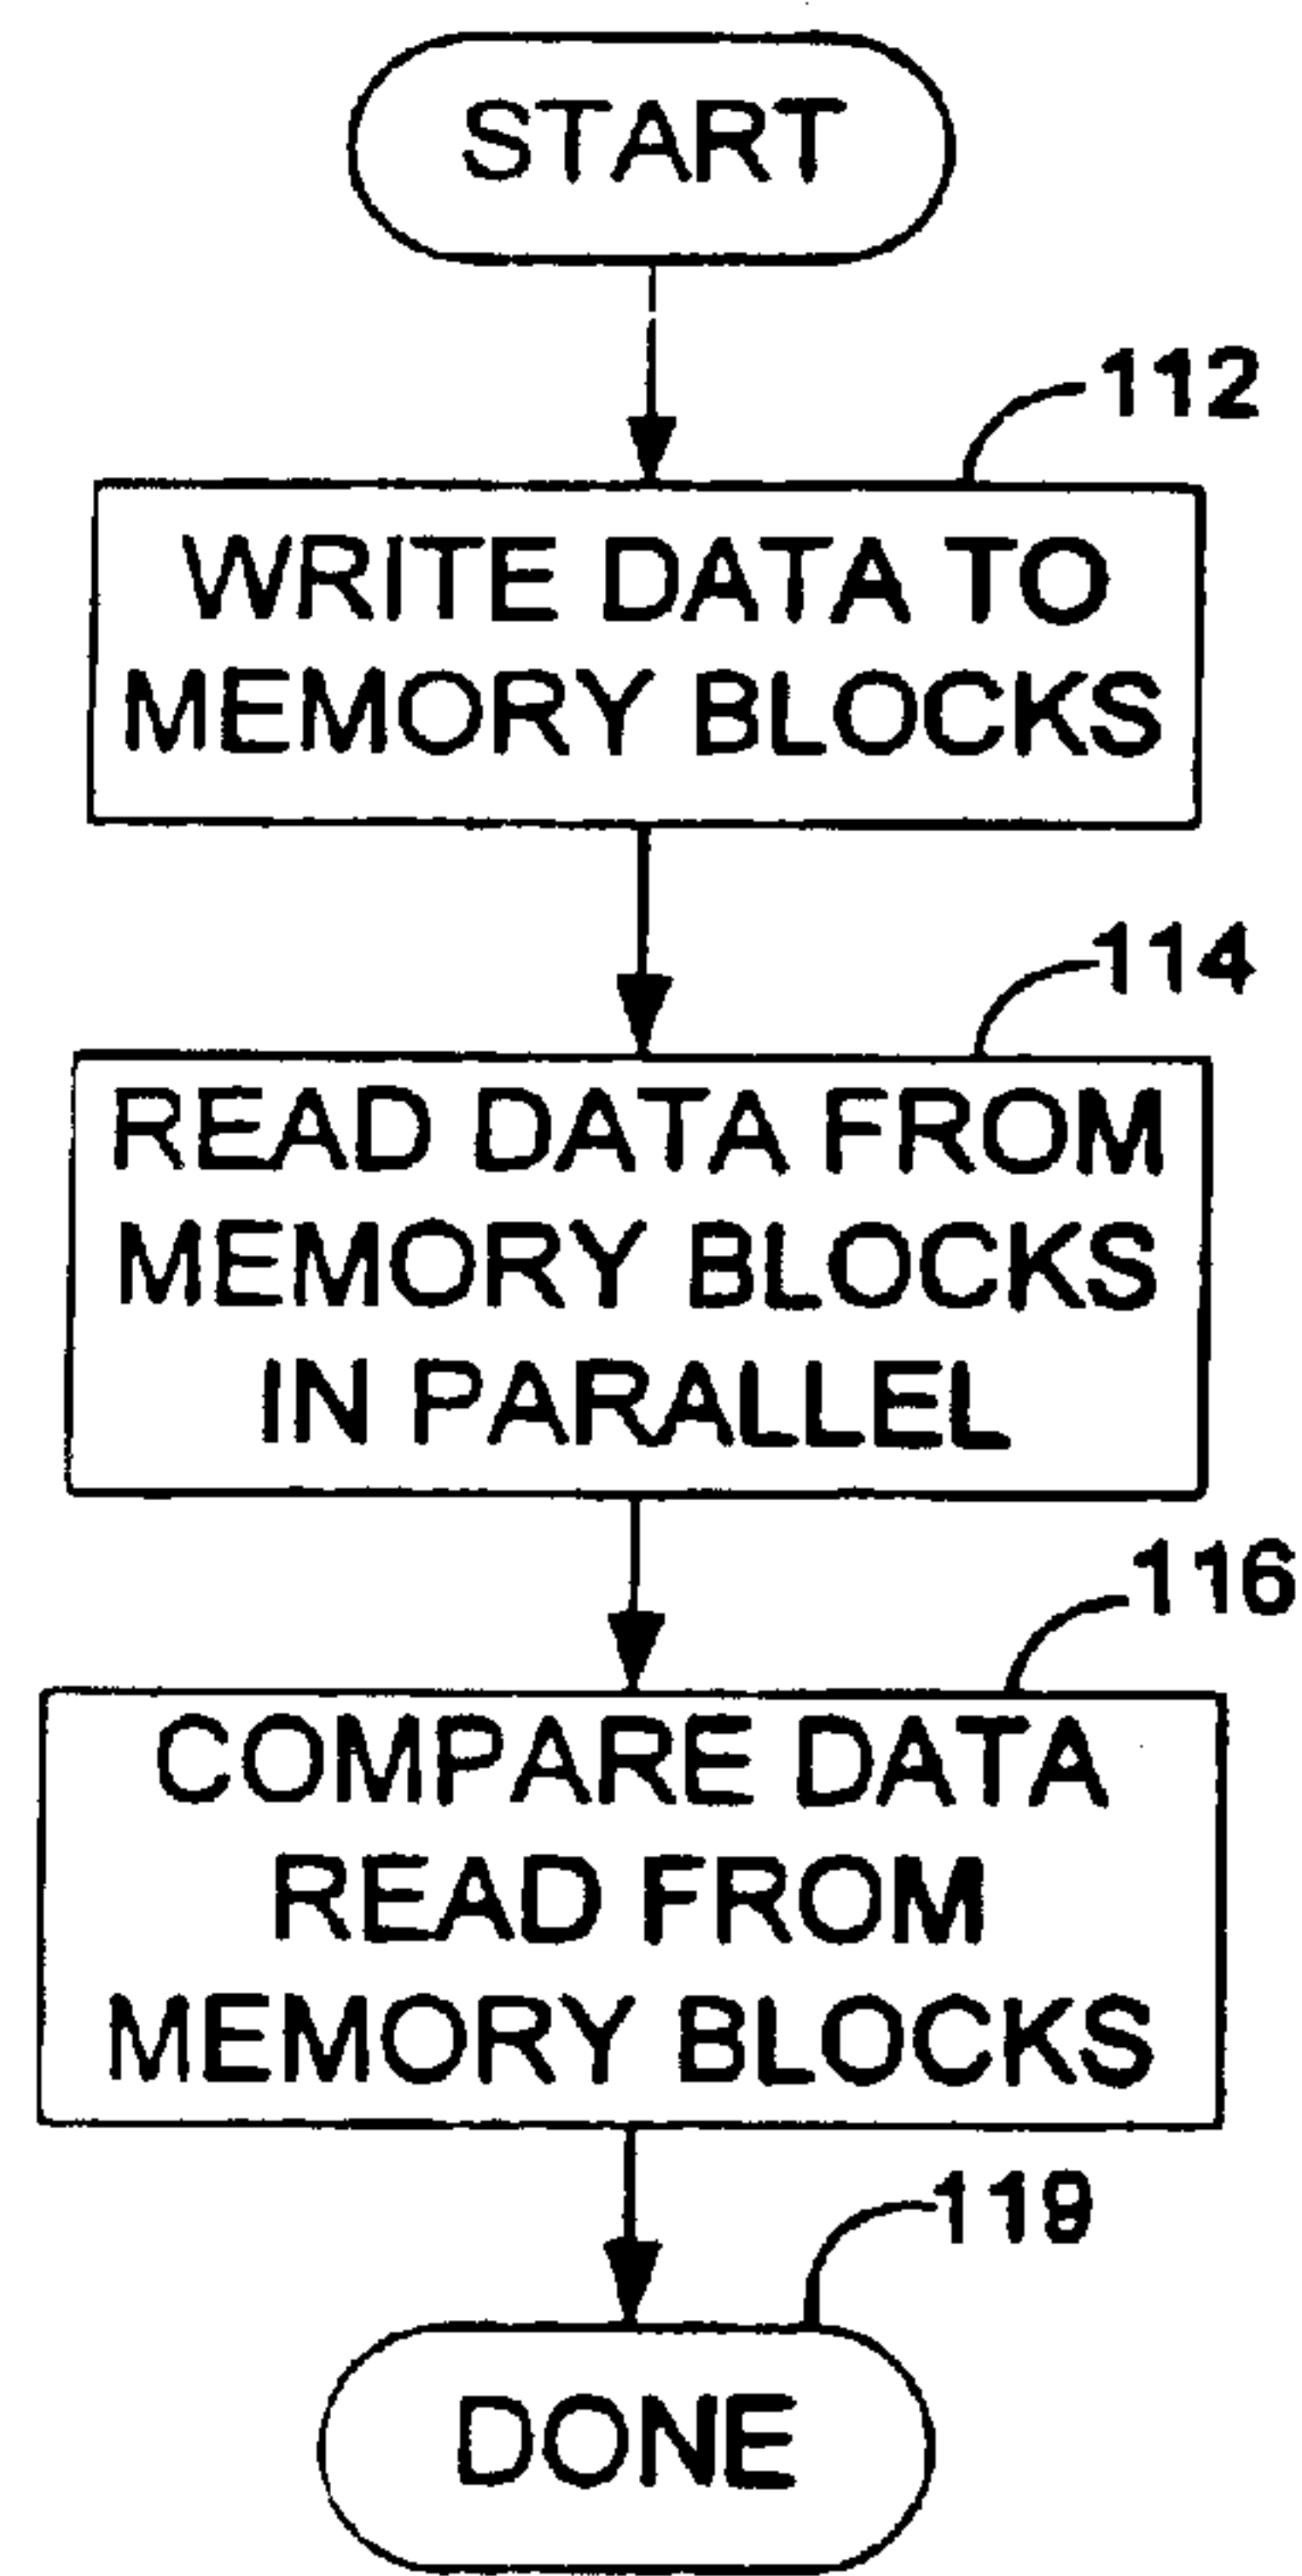 START
112
WRITE DATA TO
MEMORY BLOCKS
114
READ DATA FROM
MEMORY BLOCKS
IN PARALLEL
116
COMPARE DATA
READ FROM
MEMORY BLOCKS
119
DONE